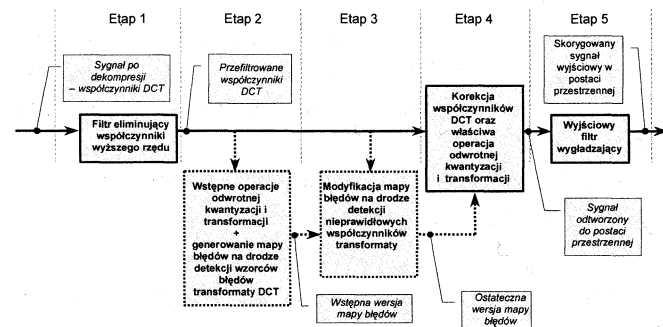 Etap 1
Etap 2
Etap 3
Etap 4
Etap 5
Sygnał po
dekompresji
– współczynniki DCT
Przefiltrowane
współczynniki
DCT
Skorygowany
sygnał
wyjściowy w
postaci
przestrzennej
Filtr eliminujący
współczynniki
wyższego rzędu
Korekcja
współczynników
DCT oraz
właściwa
operacja
odwrotnej
kwantyzacji
i transformacji
Wyjściowy
filtr
wygładzający
Wstępne operacje
odwrotnej
kwantyzacji i
transformacji
+
generowanie mapy
błędów na drodze
detekcji wzorców
błędów
transformaty DCT
Modyfikacja mapy
błędów na drodze
detekcji
nieprawidłowych
współczynników
transformaty
Sygnał
odtworzony
do postaci
przestrzennej
Wstępna wersja
mapy błędów
Ostateczna
wersja mapy
błędów